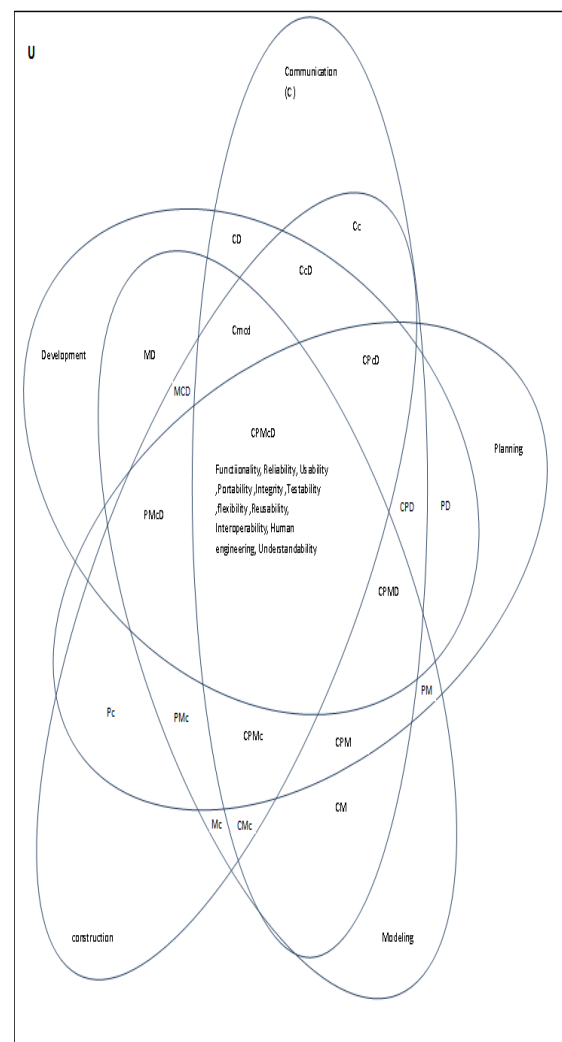 U
Communication
(C)
Cc
CD
CcD
Cmcd
Development
MD
CPcD
MCD
CPMcD
Planning
Functiionality, Reliability, Usability
,Portability ,Integrity ,Testability
,flexibility ,Reusability,
Interoperability, Human
engineering, Understandability
PMcD
CPD
PD
CPMD
PM
Pc
PMc
CPMc
CPM
CM
Mc
CMc
construction
Modeling